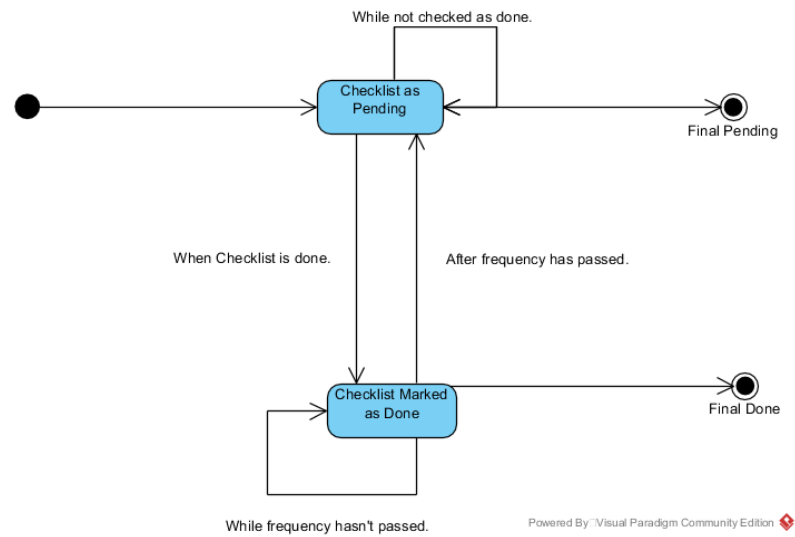 While not checked as done.
Checklist as
Pending
Final Pending
When Checklist is done.
After frequency has passed.
Checklist Marked
as Done
Final Done
While frequency hasn't passed.
Powered By Visual Paradigm Community Edition